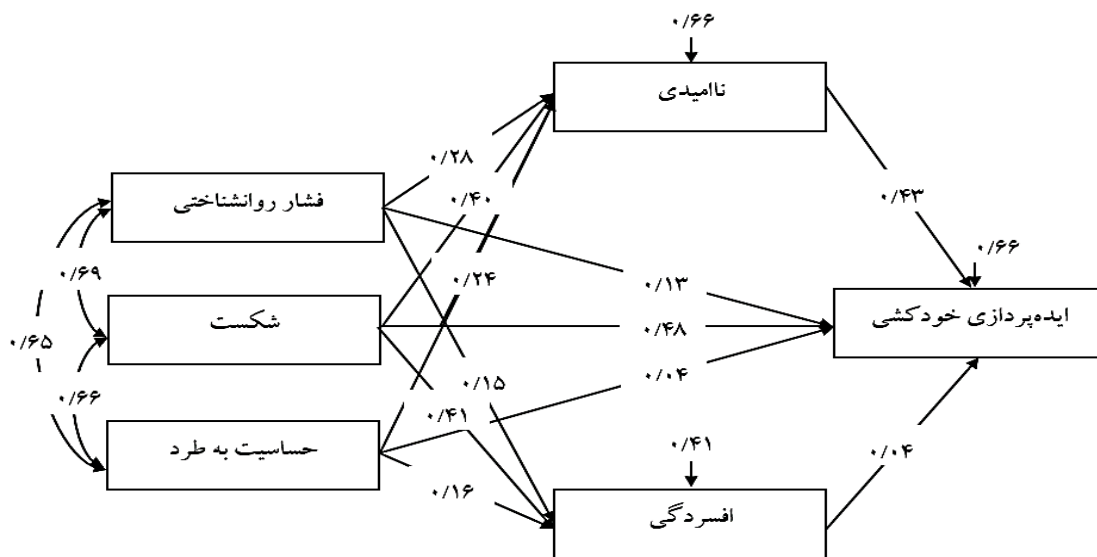 ۰/۶۶
ناامیدی
۰/۲۸
فشار روانشناختی
۰/۴۰
۰/۴۳
۰/۶۶
۰/۲۴
۰/۱۳
۰/۶۹
ایده‌پردازی خودکشی
شکست
۰/۴۸
۰/۶۵
۰/۱۵
۰/۰۴
۰/۶۶
۰/۴۱
حساسیت به طرد
۰/۴۱
۰/۰۴
۰/۱۶
افسردگی